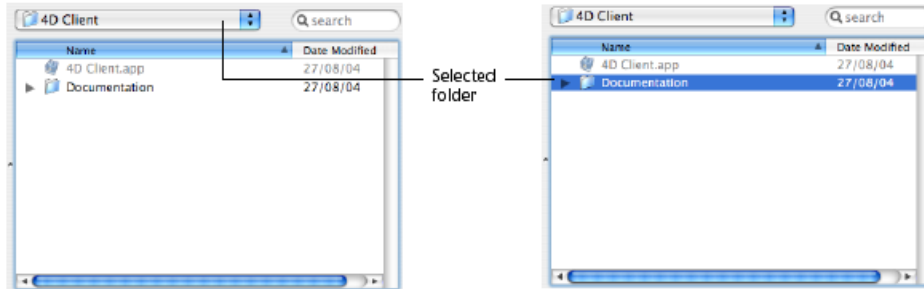 4D Client
search
Name Date Modified
4D Client.app 27/08/04
Documentation 27/08/04
Selected
folder
4D Client
search
Name Date Modified
4D Client.app 27/08/04
Documentation 27/08/04